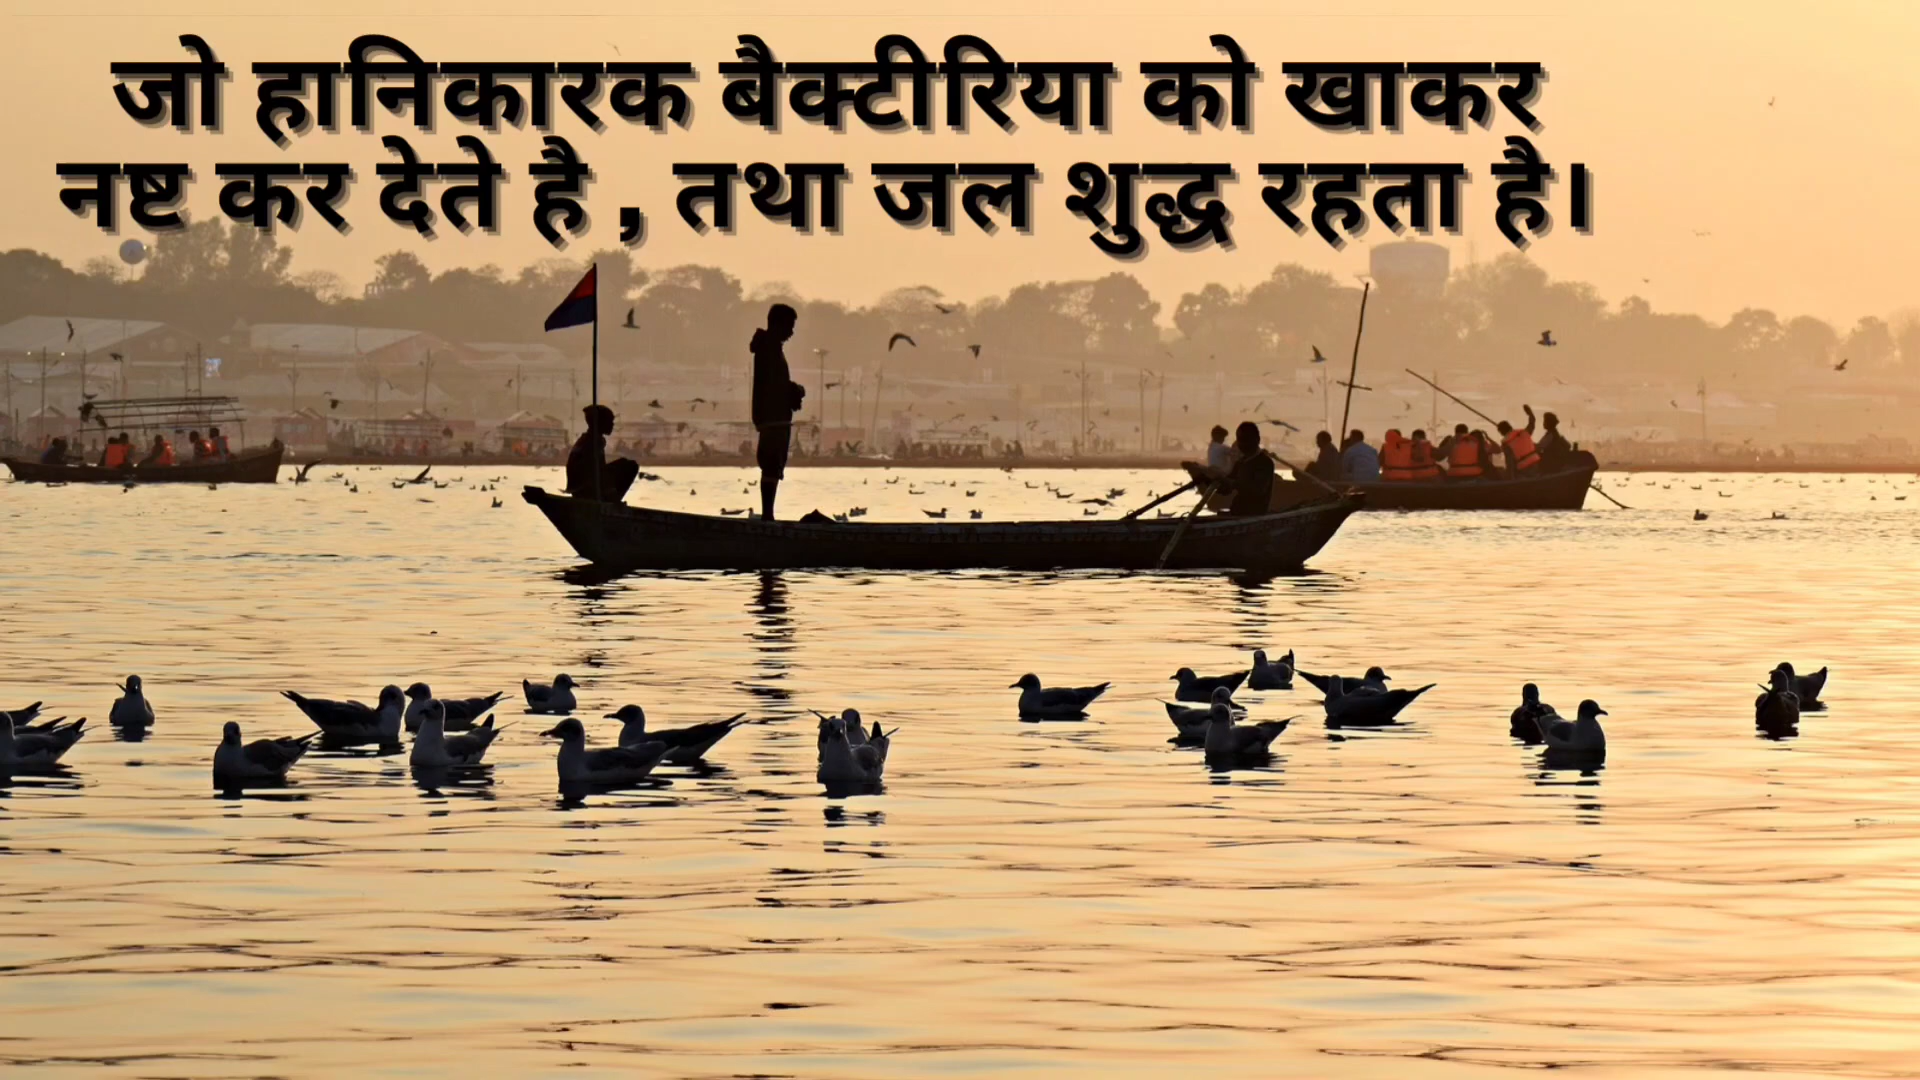 जो हानिकारक बैक्टीरिया को खाकर
नष्ट कर देते है , तथा जल शुद्ध रहता है।